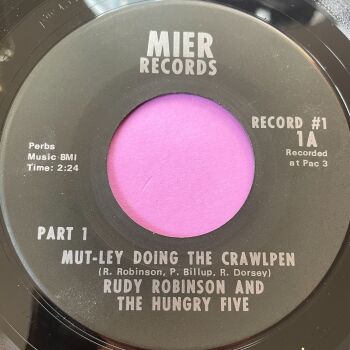 MIER
RECORDS
RECORD #1
1A
Recorded
at Pac 3
Perbs
Music BMI
Time: 2:24
PART 1
MUT-LEY DOING THE CRAWLPEN
(R. Robinson, P. Billup, R. Dorsey)
RUDY ROBINSON AND
THE HUNGRY FIVE